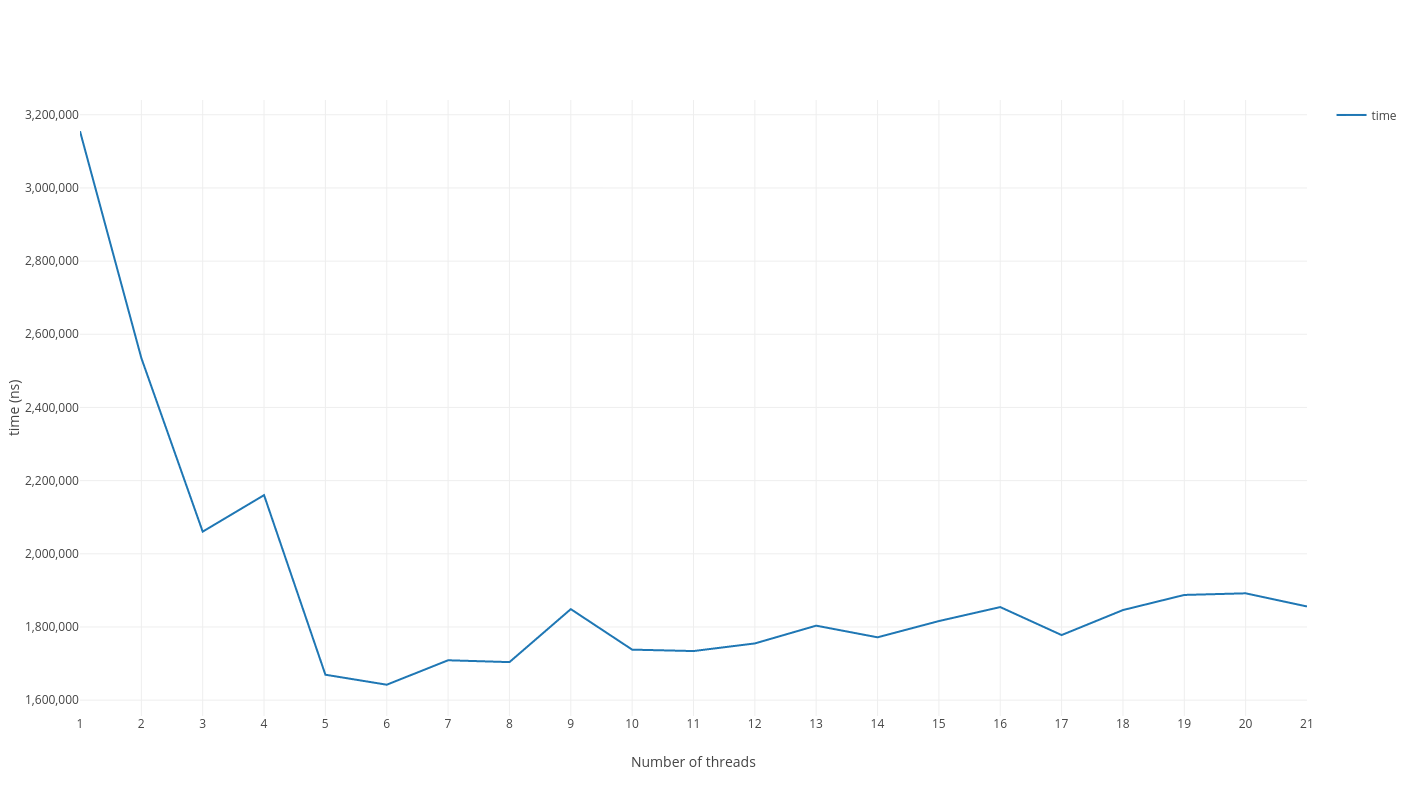 time
3,200,000
3,000,000
2,800,000
2,600,000
2,400,000
2,200,000
2,000,000
1,800,000
1,600,000
time (ns)
1 2 3 4 5 6 7 8 9 10 11 12 13 14 15 16 17 18 19 20 21
Number of threads